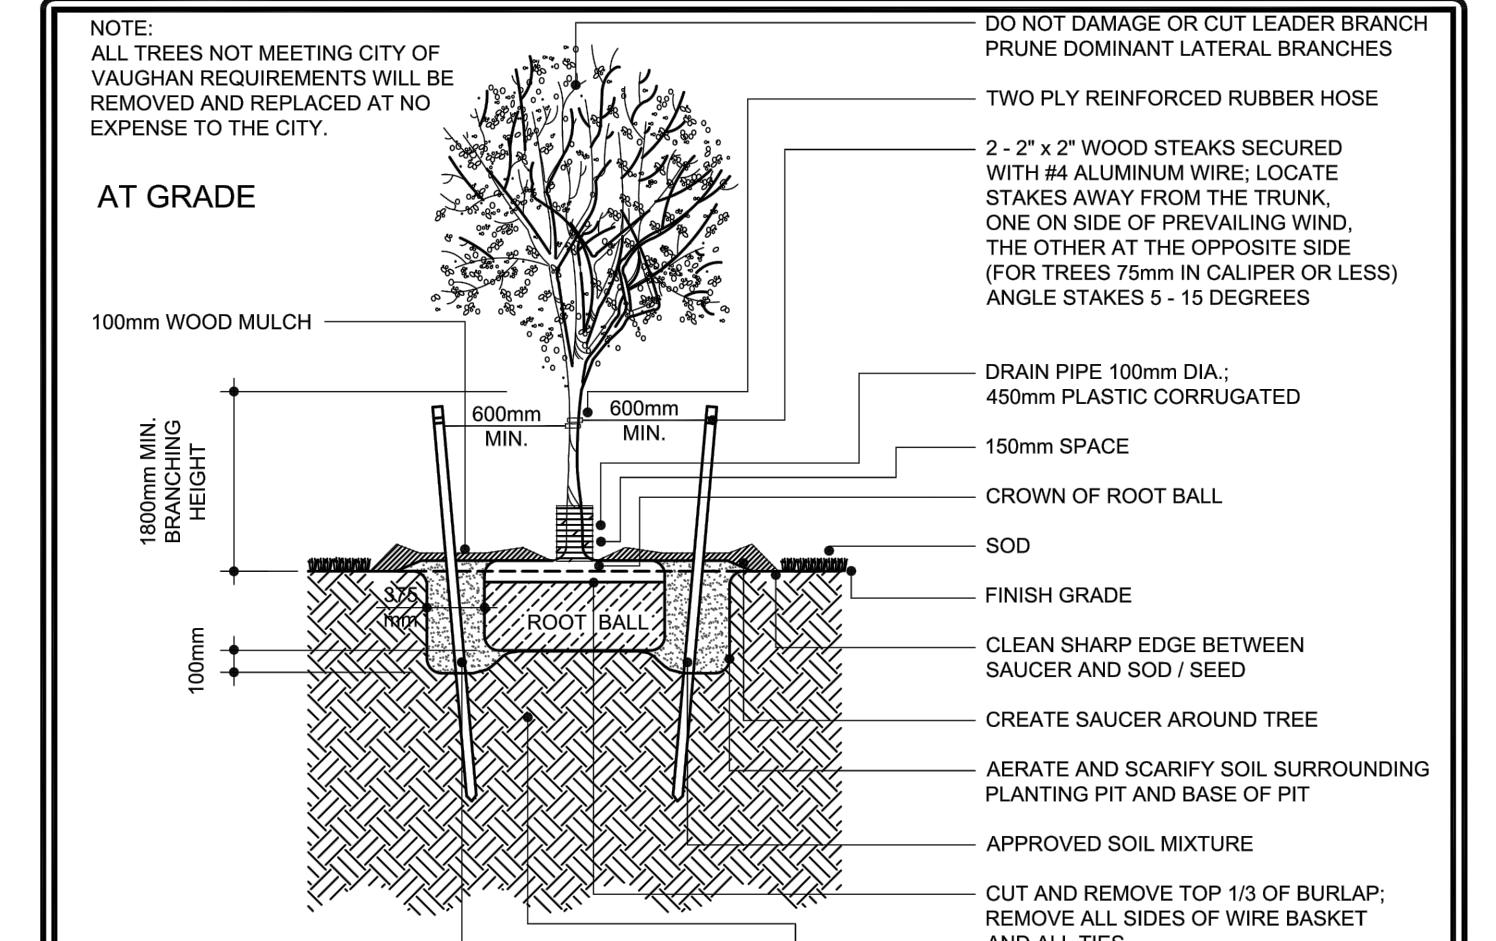 NOTE:
ALL TREES NOT MEETING CITY OF
VAUGHAN REQUIREMENTS WILL BE
REMOVED AND REPLACED AT NO
EXPENSE TO THE CITY.
AT GRADE
100mm WOOD MULCH
1800mm MIN.
BRANCHING
HEIGHT
100mm
600mm
MIN.
600mm
MIN.
375
mm
ROOT BALL
DO NOT DAMAGE OR CUT LEADER BRANCH
PRUNE DOMINANT LATERAL BRANCHES
TWO PLY REINFORCED RUBBER HOSE
2 - 2" x 2" WOOD STEAKS SECURED
WITH #4 ALUMINUM WIRE; LOCATE
STAKES AWAY FROM THE TRUNK,
ONE ON SIDE OF PREVAILING WIND,
THE OTHER AT THE OPPOSITE SIDE
(FOR TREES 75mm IN CALIPER OR LESS)
ANGLE STAKES 5 - 15 DEGREES
DRAIN PIPE 100mm DIA.;
450mm PLASTIC CORRUGATED
150mm SPACE
CROWN OF ROOT BALL
SOD
FINISH GRADE
CLEAN SHARP EDGE BETWEEN
SAUCER AND SOD / SEED
CREATE SAUCER AROUND TREE
AERATE AND SCARIFY SOIL SURROUNDING
PLANTING PIT AND BASE OF PIT
APPROVED SOIL MIXTURE
CUT AND REMOVE TOP 1/3 OF BURLAP;
REMOVE ALL SIDES OF WIRE BASKET
AND ALL TIES